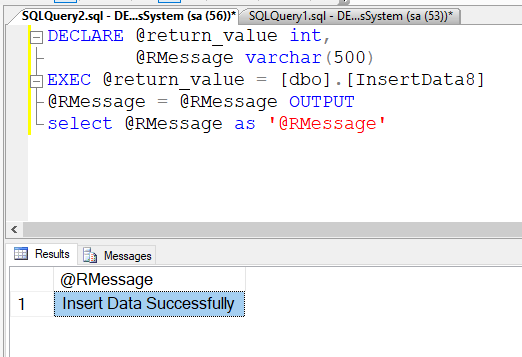 SQLQuery2.sql - DE...sSystem (sa (56))* SQLQuery1.sql - DE...sSystem (sa (53))*
DECLARE @return_value int,
@RMessage varchar(500)
EXEC @return_value = [dbo].[InsertData8]
@RMessage = @RMessage OUTPUT
select @RMessage as '@RMessage'
Results Messages
@RMessage
1 Insert Data Successfully